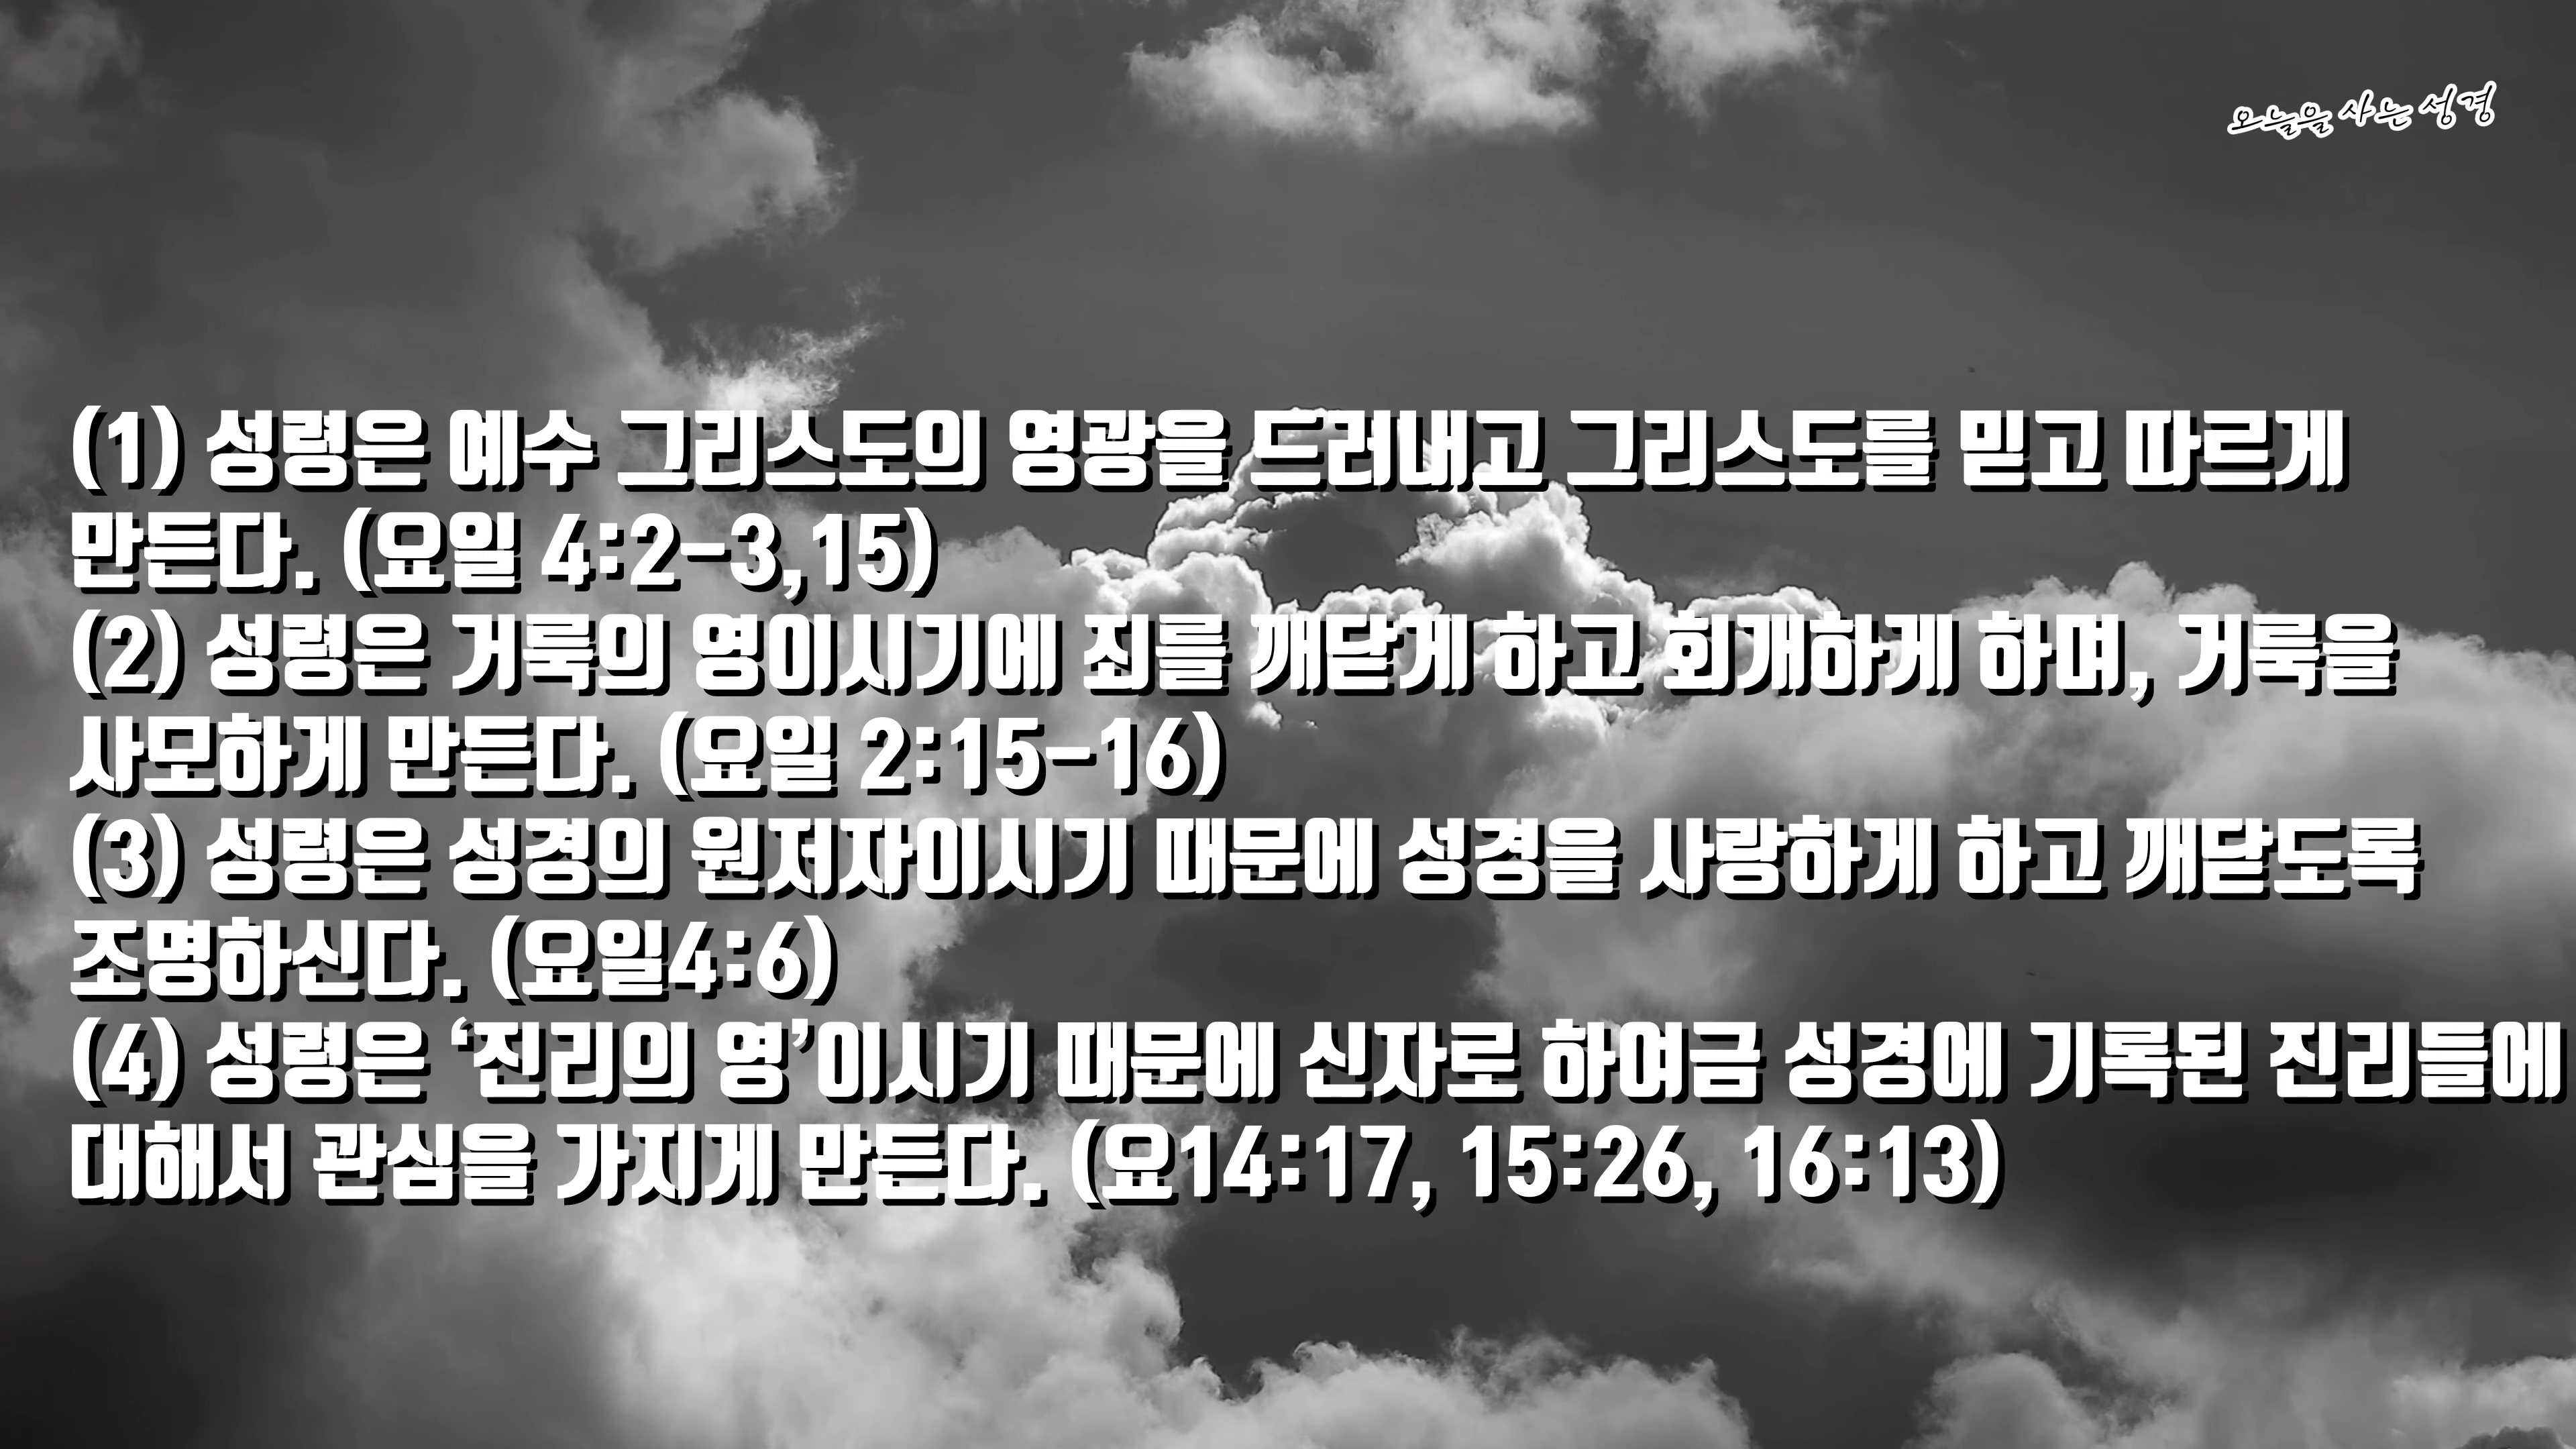 오늘을 사는 성경
(1) 성령은 예수 그리스도의 영광을 드러내고 그리스도를 믿고 따르게
만든다. (요일 4:2-3,15)
(2) 성령은 거룩의 영이시기에 죄를 깨닫게 하고 회개하게 하며, 거룩을
사모하게 만든다. (요일 2:15-16)
(3) 성령은 성경의 원저자이시기 때문에 성경을 사랑하게 하고 깨닫도록
조명하신다. (요일4:6)
(4) 성령은 ‘진리의 영’이시기 때문에 신자로 하여금 성경에 기록된 진리들에
대해서 관심을 가지게 만든다. (요14:17, 15:26, 16:13)